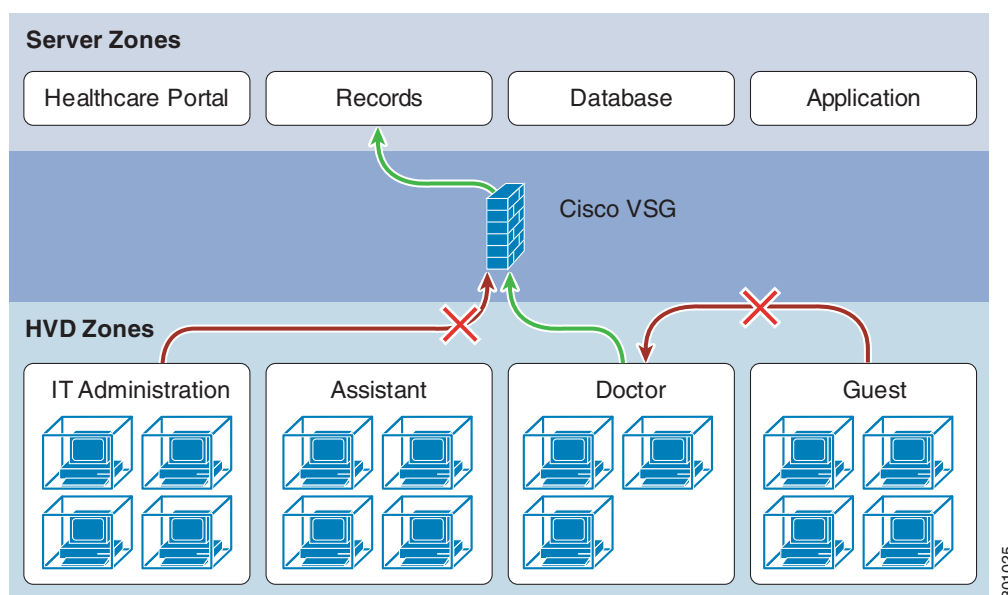 Server Zones
Healthcare Portal
Records
Database
Application
Cisco VSG
HVD Zones
IT Administration
Assistant
Doctor
Guest